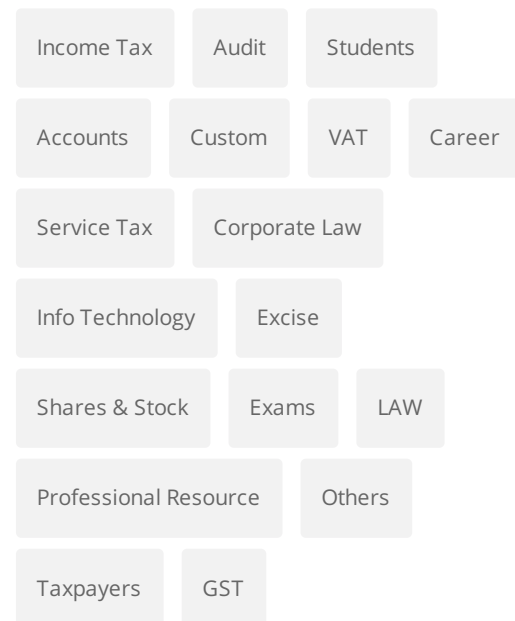 Income Tax Audit Students
Accounts Custom VAT Career
Service Tax Corporate Law
Info Technology Excise
Shares & Stock Exams LAW
Professional Resource Others
Taxpayers GST